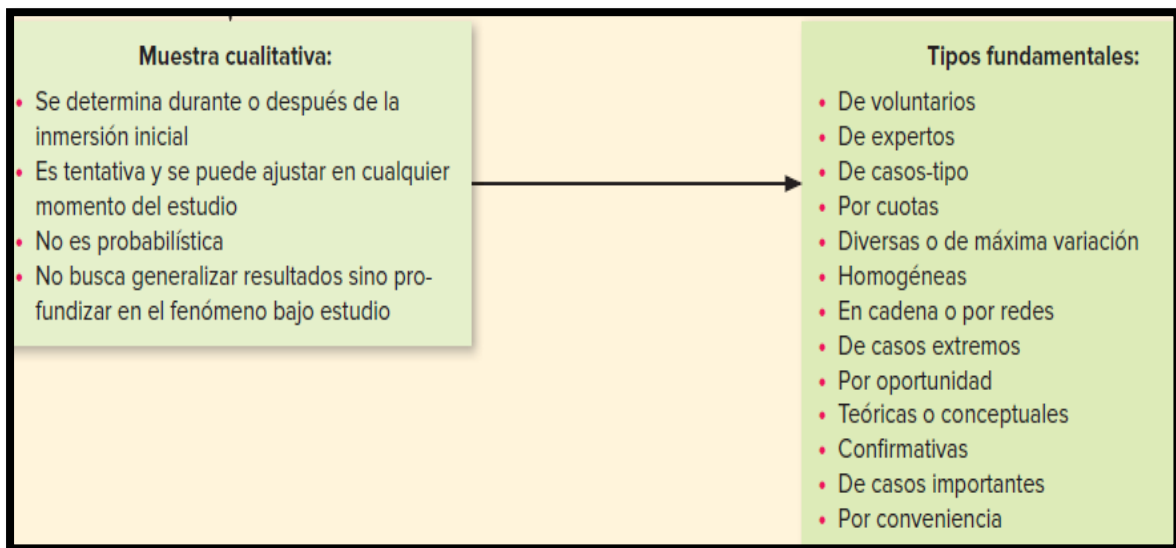 Muestra cualitativa:
• Se determina durante o después de la
inmersión inicial
• Es tentativa y se puede ajustar en cualquier
momento del estudio
• No es probabilística
• No busca generalizar resultados sino pro-
fundizar en el fenómeno bajo estudio
Tipos fundamentales:
• De voluntarios
• De expertos
• De casos-tipo
• Por cuotas
• Diversas o de máxima variación
• Homogéneas
• En cadena o por redes
• De casos extremos
• Por oportunidad
• Teóricas o conceptuales
• Confirmativas
• De casos importantes
• Por conveniencia